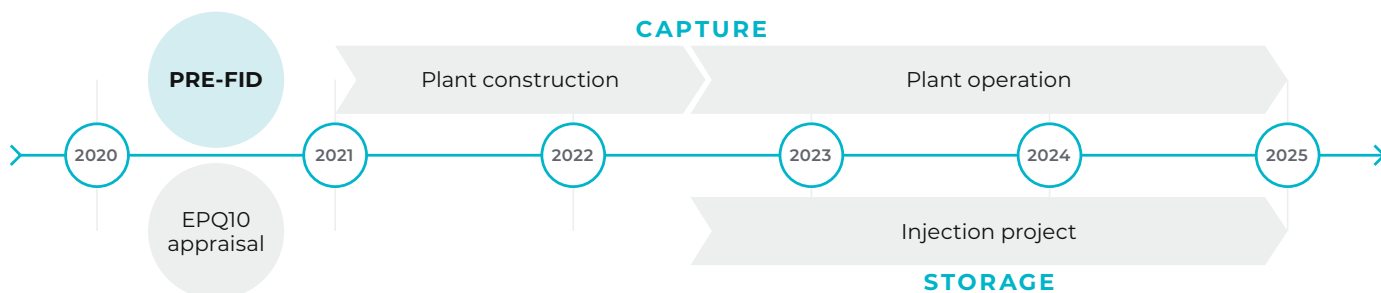 CAPTURE
PRE-FID
Plant construction
Plant operation
2020
2021
2022
2023
2024
2025
EPQ10
appraisal
Injection project
STORAGE